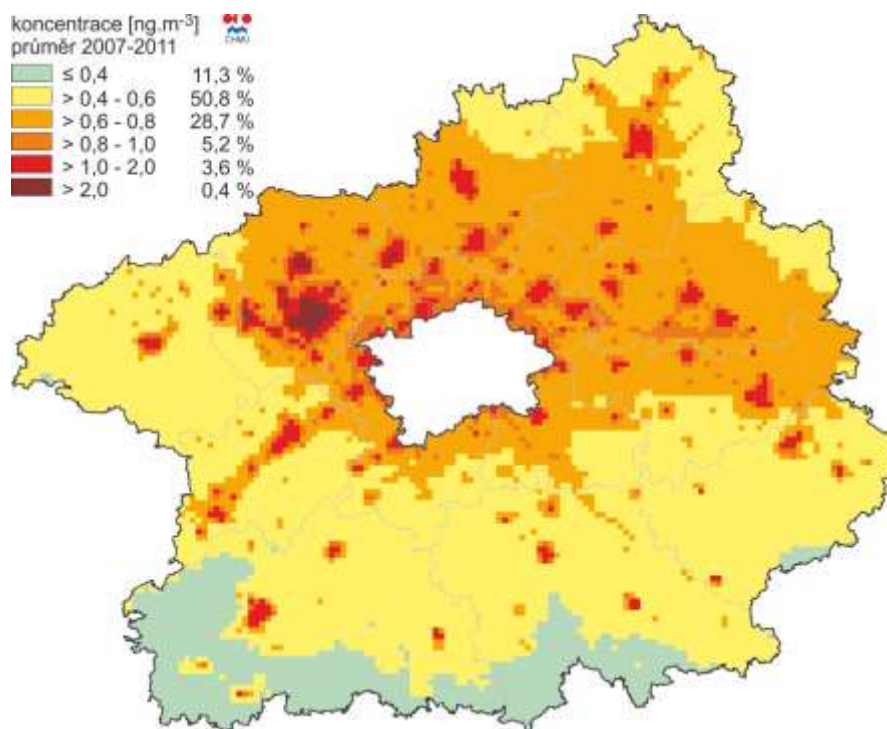 koncentrace [ng.m-3]
průměr 2007-2011
≤ 0,4 11,3 %
> 0,4 - 0,6 50,8 %
> 0,6 - 0,8 28,7 %
> 0,8 - 1,0 5,2 %
> 1,0 - 2,0 3,6 %
> 2,0 0,4 %